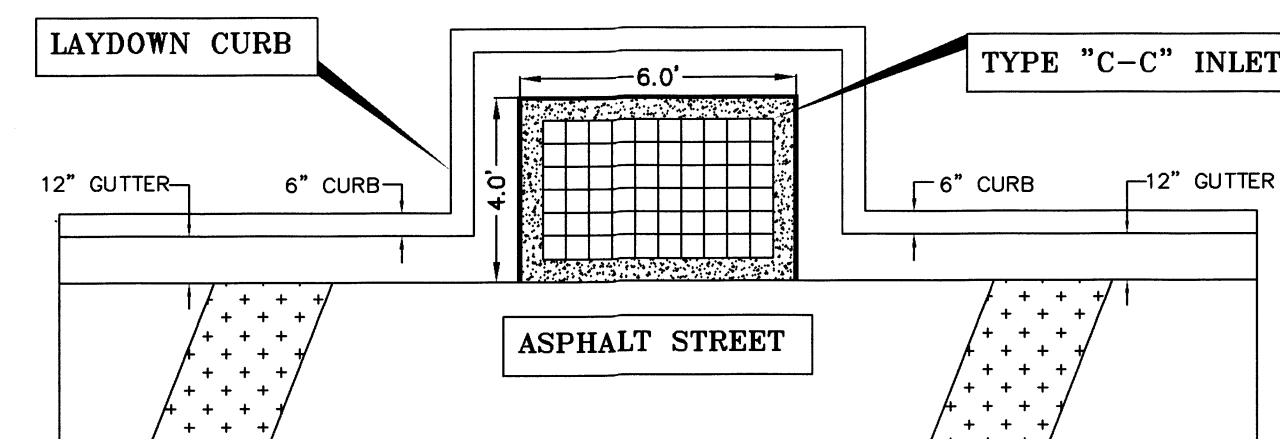 LAYDOWN CURB
6.0'
TYPE "C-C" INLET
4.0'
12" GUTTER
6" CURB
6" CURB
12" GUTTER
ASPHALT STREET